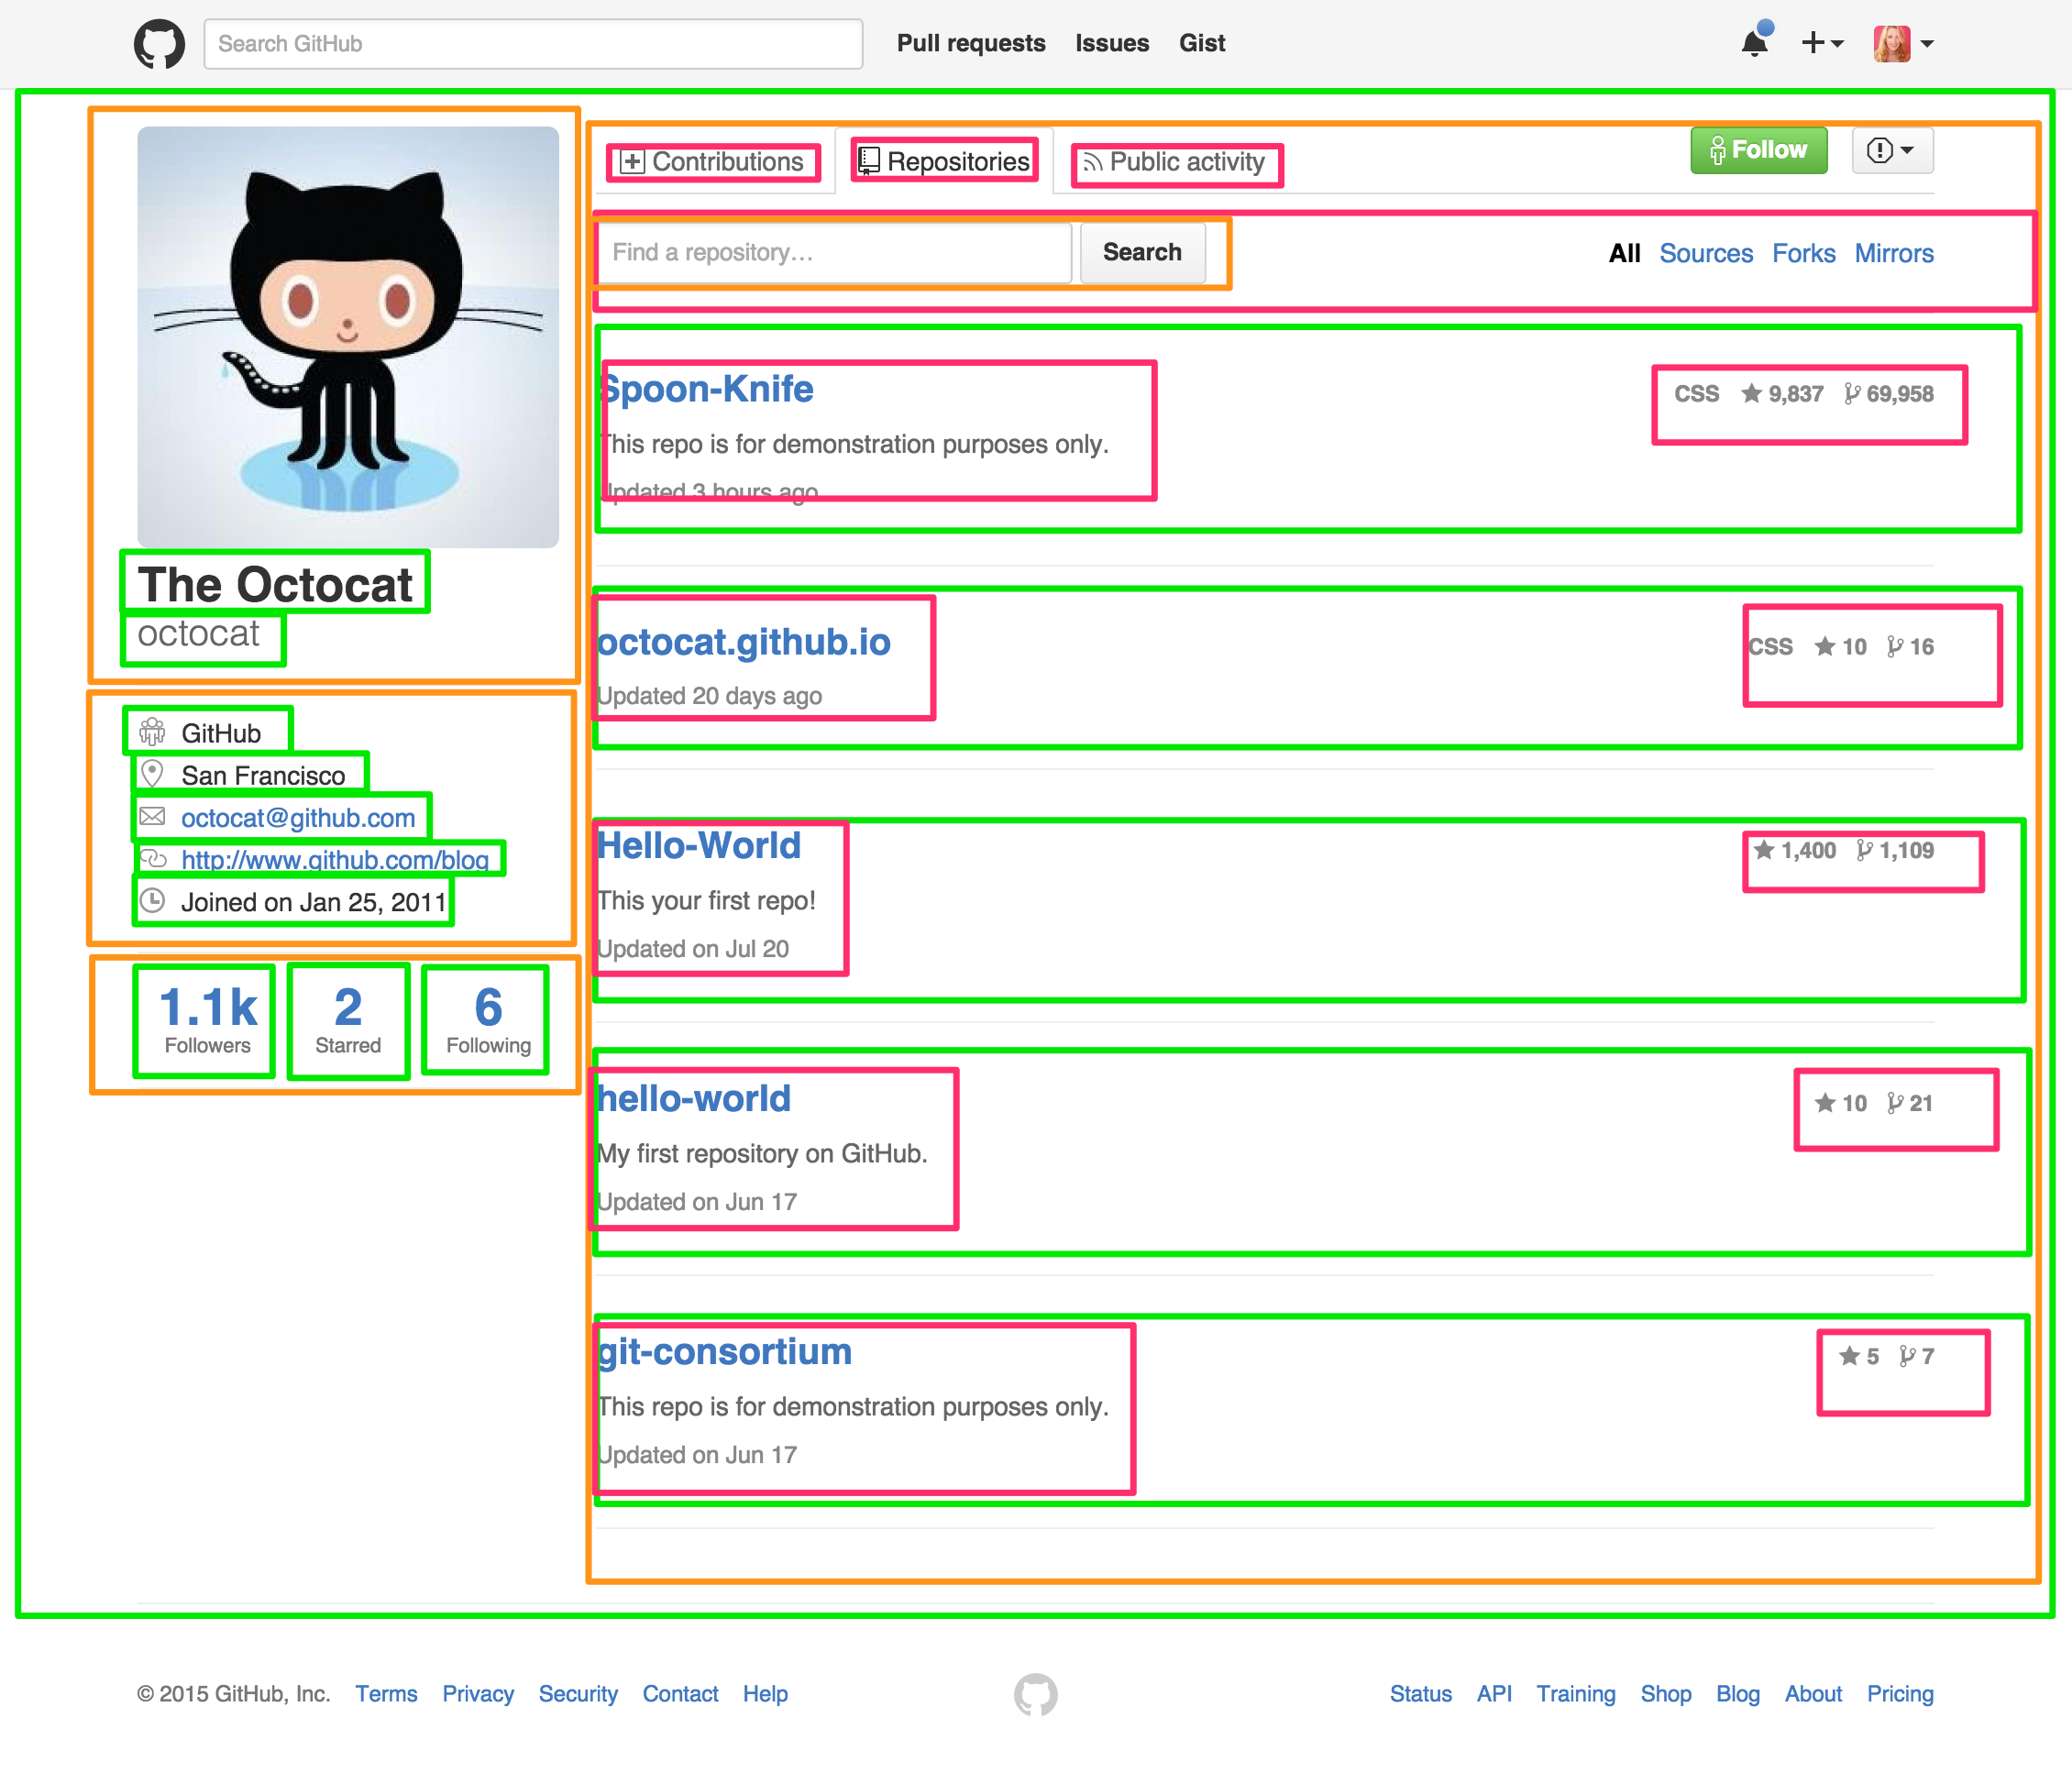 Search GitHub Pull requests Issues Gist
Contributions Repositories Public activity Follow
Find a repository… Search All Sources Forks Mirrors
The Octocat
octocat
GitHub
San Francisco
octocat@github.com
http://www.github.com/blog
Joined on Jan 25, 2011
1.1k 2 6
Followers Starred Following
Spoon-Knife CSS 9,837 69,958
This repo is for demonstration purposes only.
Updated 3 hours ago
octocat.github.io CSS 10 16
Updated 20 days ago
Hello-World 1,400 1,109
This your first repo!
Updated on Jul 20
hello-world 10 21
My first repository on GitHub.
Updated on Jun 17
git-consortium 5 7
This repo is for demonstration purposes only.
Updated on Jun 17
© 2015 GitHub, Inc. Terms Privacy Security Contact Help Status API Training Shop Blog About Pricing